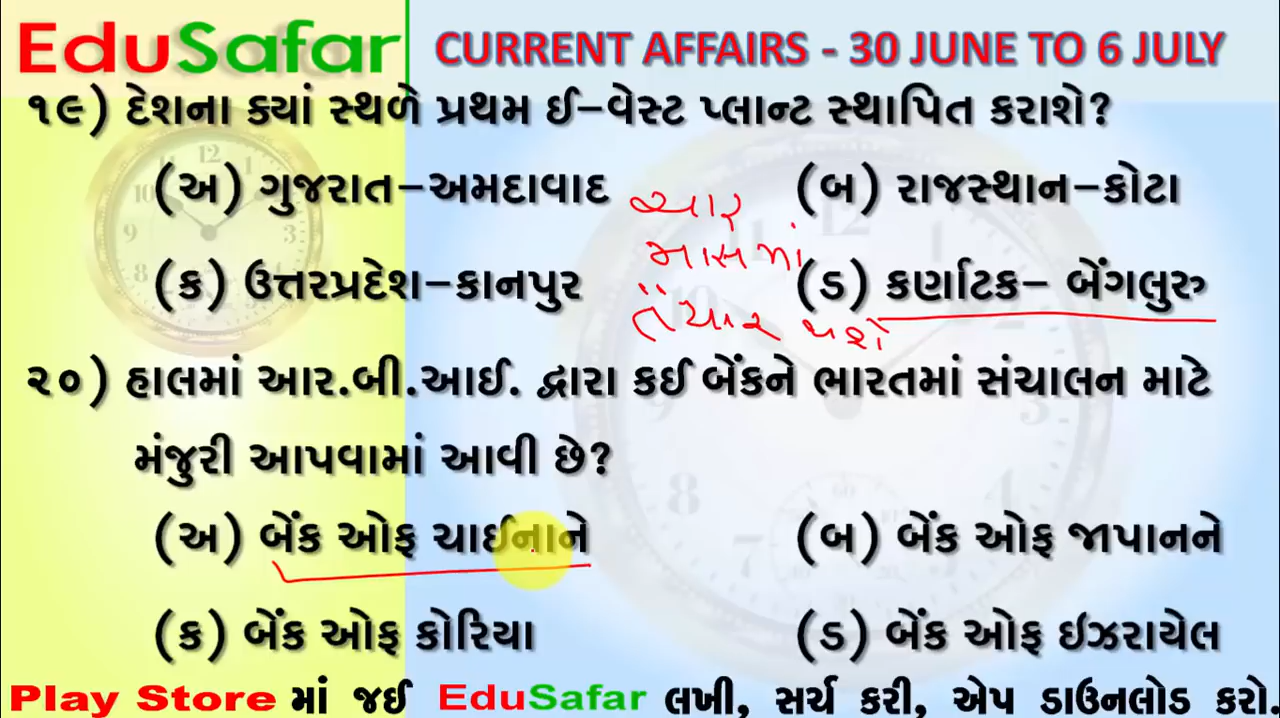 EduSafar CURRENT AFFAIRS - 30 JUNE TO 6 JULY
૧૯) દેશના ક્યાં સ્થળે પ્રથમ ઈ-વેસ્ટ પ્લાન્ટ સ્થાપિત કરાશે?
(અ) ગુજરાત-અમદાવાદ (બ) રાજસ્થાન-કોટા
ચાર
માસમાં
(ક) ઉત્તરપ્રદેશ-કાનપુર (ડ) કર્ણાટક- બેંગલુરુ
તૈયાર થશે
૨૦) હાલમાં આર.બી.આઈ. દ્વારા કઈ બેંકને ભારતમાં સંચાલન માટે
મંજુરી આપવામાં આવી છે?
(અ) બેંક ઓફ ચાઈનાને (બ) બેંક ઓફ જાપાનને
(ક) બેંક ઓફ કોરિયા (ડ) બેંક ઓફ ઈઝરાયેલ
Play Store માં જઈ EduSafar લખી, સર્ચ કરી, એપ ડાઉનલોડ કરો.